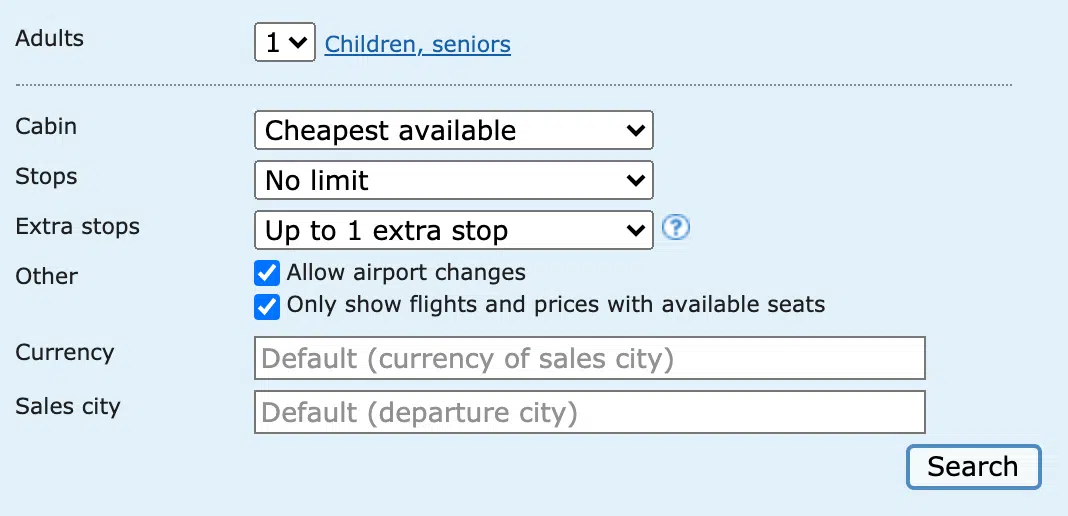 Adults 1 Children, seniors
Cabin Cheapest available
Stops No limit
Extra stops Up to 1 extra stop ?
Other Allow airport changes
Only show flights and prices with available seats
Currency Default (currency of sales city)
Sales city Default (departure city)
Search